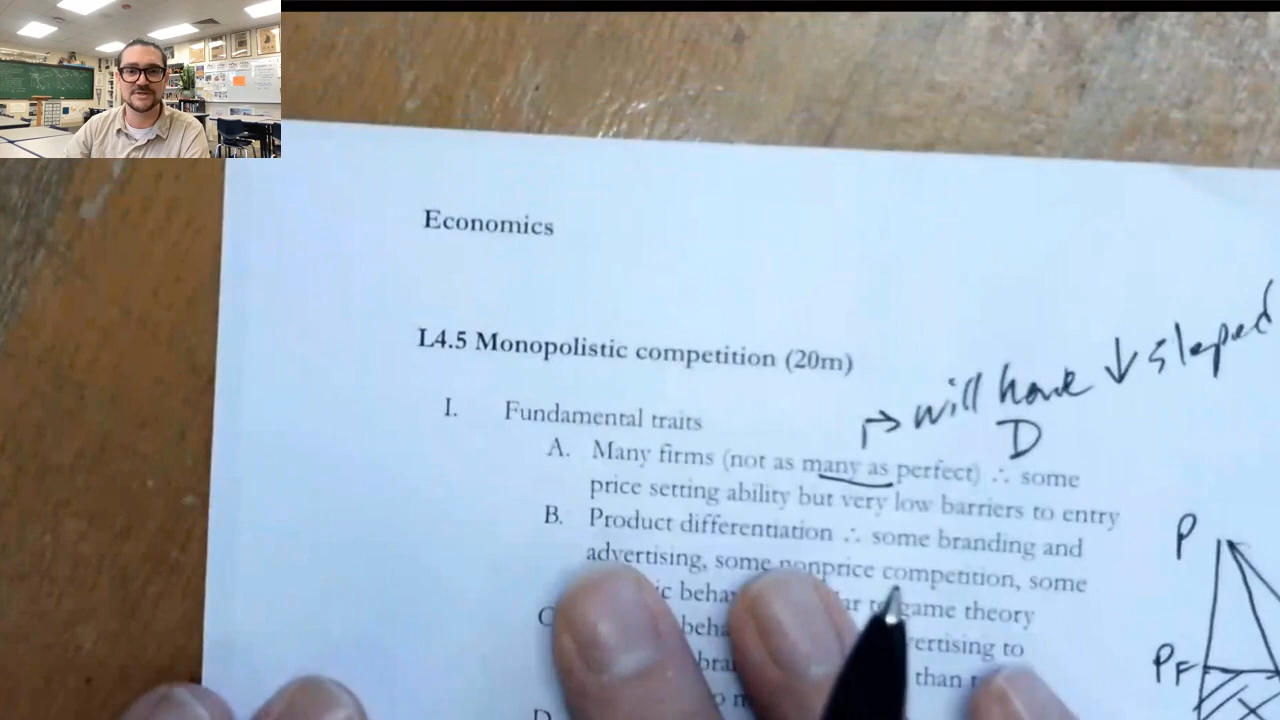 Economics
L4.5 Monopolistic competition (20m)
→ will have ↓ sloped
D
I. Fundamental traits
A. Many firms (not as many as perfect) ∴ some
price setting ability but very low barriers to entry
B. Product differentiation ∴ some branding and
advertising, some nonprice competition, some
game theory
C
to
than
D
P
PF
X